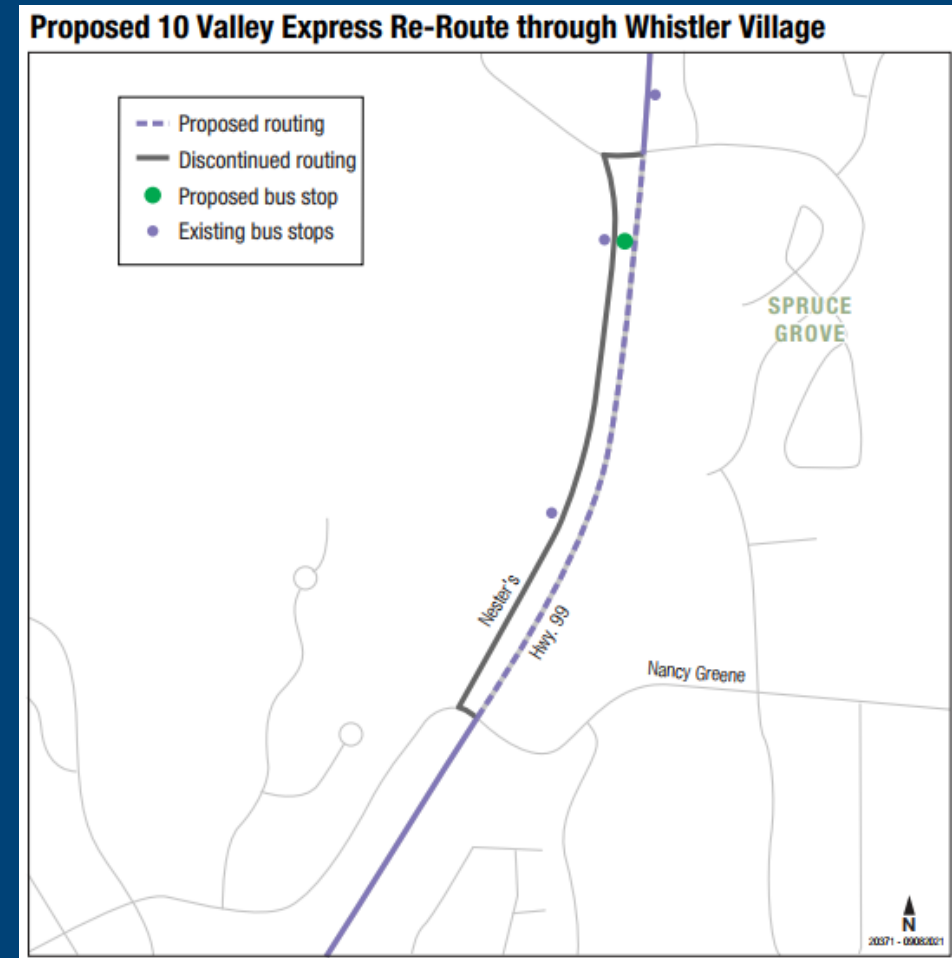 Proposed 10 Valley Express Re-Route through Whistler Village
Proposed routing
Discontinued routing
Proposed bus stop
Existing bus stops
SPRUCE
GROVE
Nester's
Hwy. 99
Nancy Greene
N
20371 - 09082021